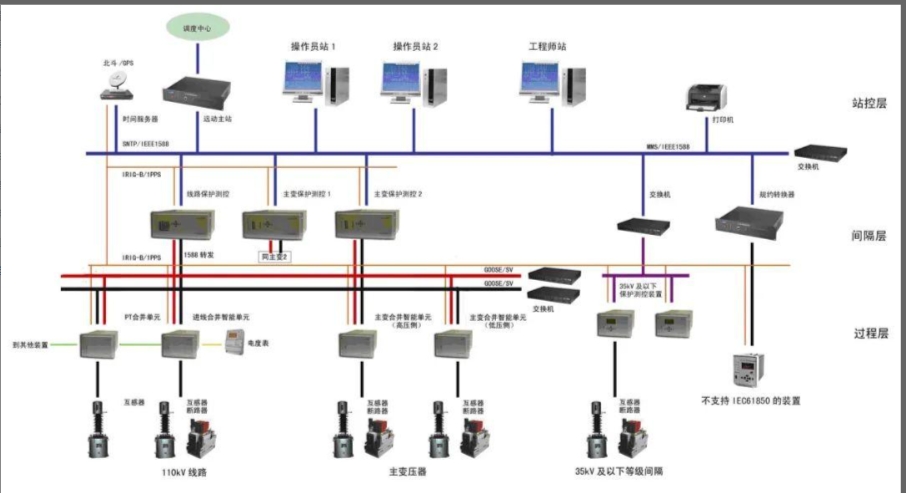 调度中心
北斗/GPS
操作员站1
操作员站2
工程师站
站控层
时间服务器
远动主站
打印机
SNTP/IEEE1588
MMS/IEEE1588
交换机
IRIG-B/1PPS
线路保护测控
主变保护测控1
主变保护测控2
交换机
规约转换器
间隔层
IRIG-B/1PPS
1588 转发
同主变2
GOOSE/SV
GOOSE/SV
交换机
35kV 及以下
保护测控装置
PT合并单元
进线合并智能单元
主变合并智能单元
(高压侧)
主变合并智能单元
(低压侧)
过程层
到其他装置
电度表
不支持 IEC61850 的装置
互感器
互感器
断路器
互感器
断路器
互感器
断路器
互感器
断路器
110kV 线路
主变压器
35kV 及以下等级间隔